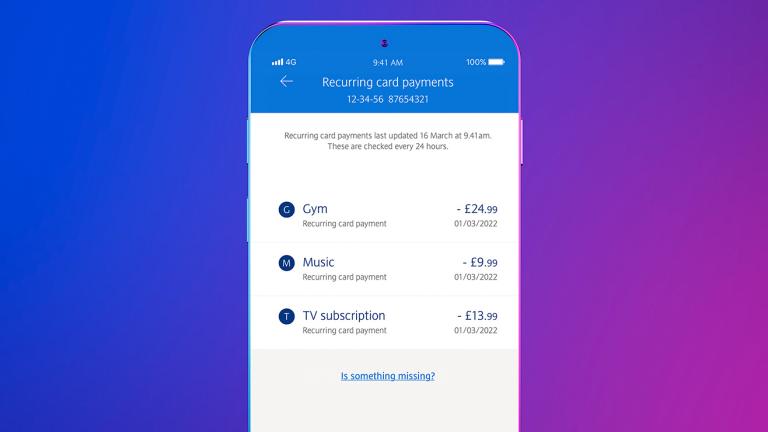 4G 9:41 AM 100%
Recurring card payments
12-34-56 87654321
Recurring card payments last updated 16 March at 9.41am.
These are checked every 24 hours.
G Gym - £24.99
Recurring card payment 01/03/2022
M Music - £9.99
Recurring card payment 01/03/2022
T TV subscription - £13.99
Recurring card payment 01/03/2022
Is something missing?